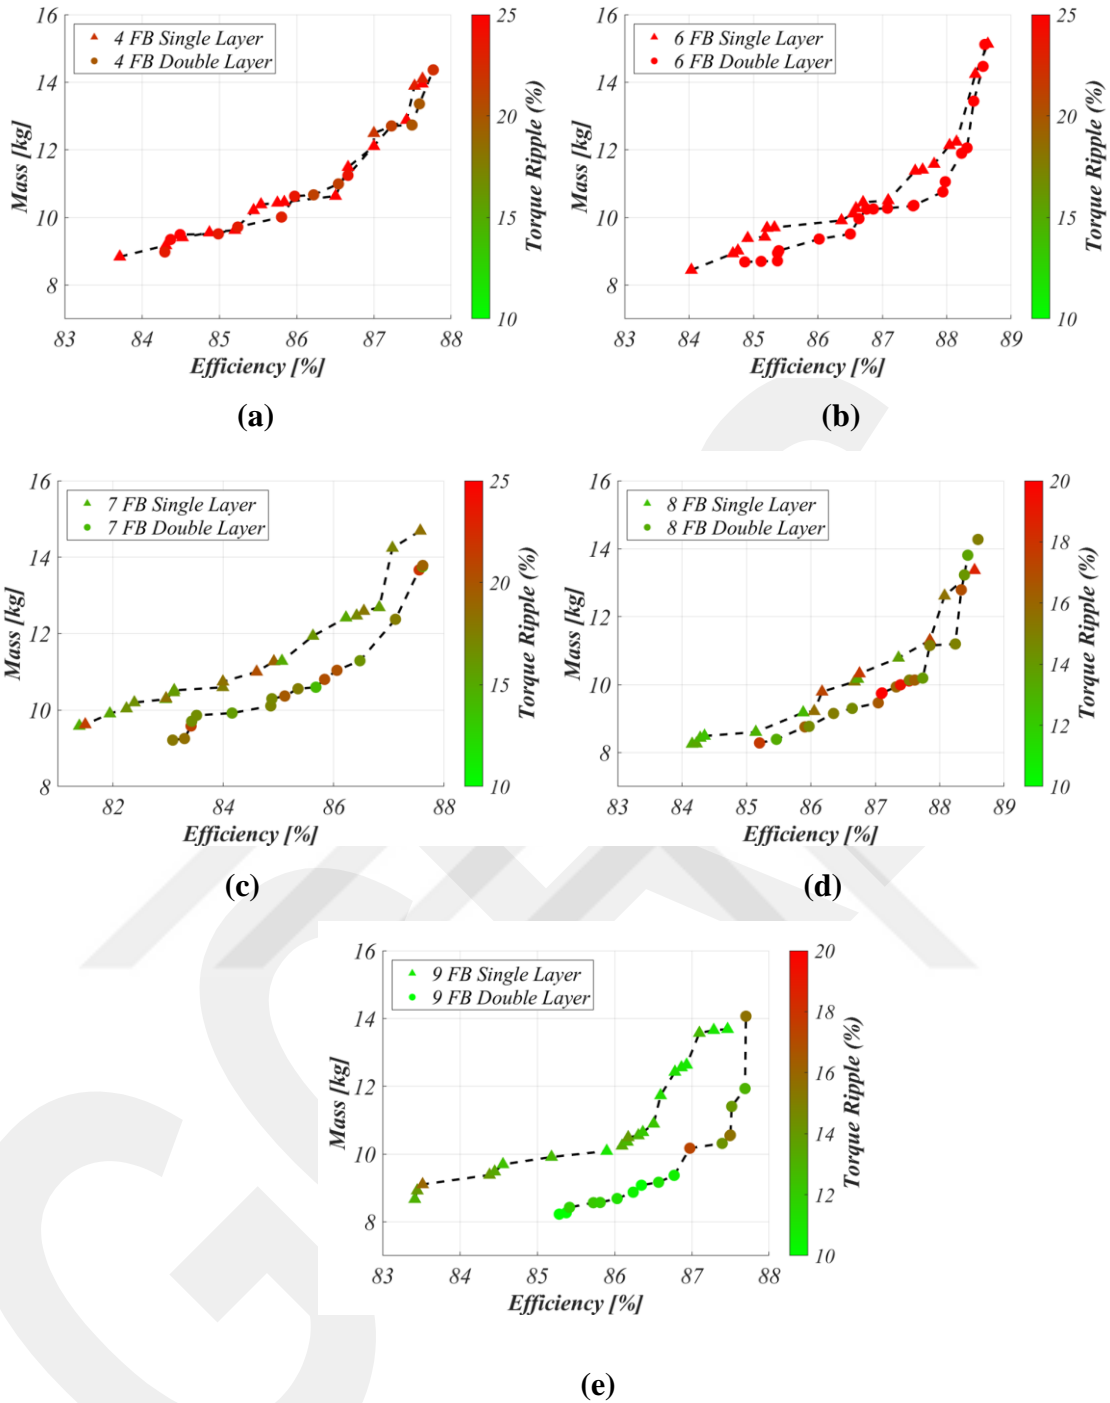 16
14
12
10
8
Mass [kg]
4 FB Single Layer
4 FB Double Layer
83 84 85 86 87 88
Efficiency [%]
25
20
15
10
Torque Ripple (%)
(a)
16
14
12
10
8
Mass [kg]
6 FB Single Layer
6 FB Double Layer
83 84 85 86 87 88 89
Efficiency [%]
25
20
15
10
Torque Ripple (%)
(b)
16
14
12
10
8
Mass [kg]
7 FB Single Layer
7 FB Double Layer
82 84 86 88
Efficiency [%]
25
20
15
10
Torque Ripple (%)
(c)
16
14
12
10
8
Mass [kg]
8 FB Single Layer
8 FB Double Layer
83 84 85 86 87 88 89
Efficiency [%]
20
18
16
14
12
10
Torque Ripple (%)
(d)
16
14
12
10
8
Mass [kg]
9 FB Single Layer
9 FB Double Layer
83 84 85 86 87 88
Efficiency [%]
20
18
16
14
12
10
Torque Ripple (%)
(e)